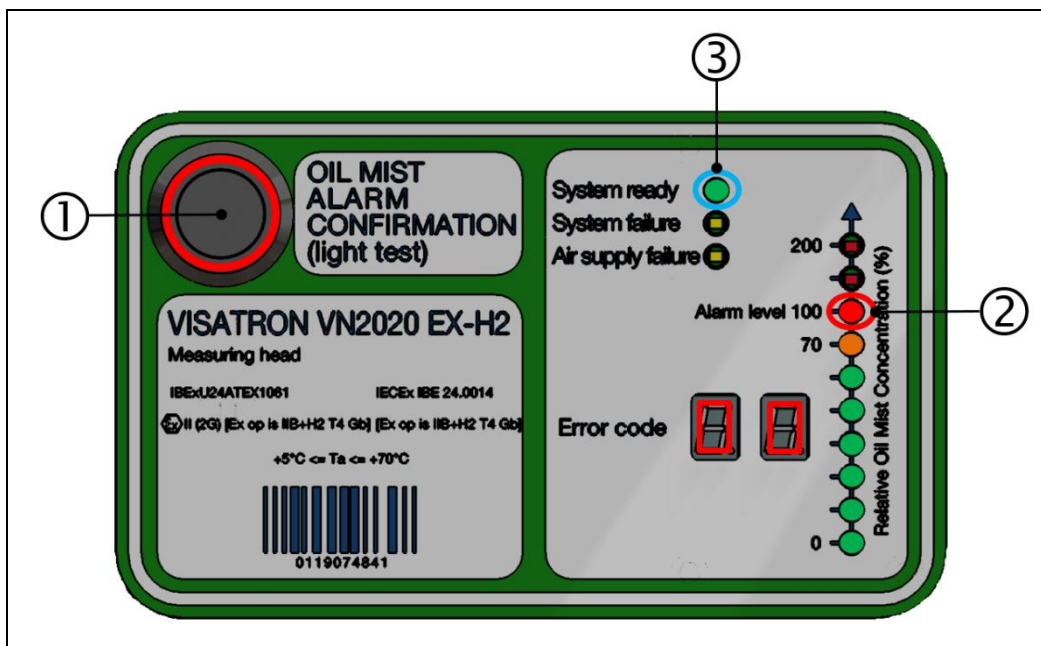 3
1
OIL MIST
ALARM
CONFIRMATION
(light test)
VISATRON VN2020 EX-H2
Measuring head
IBExU24ATEX1061 IECEx IBE 24.0014
Ex II (2G) [Ex op is IIB+H2 T4 Gb] [Ex op is IIB+H2 T4 Gb]
+5°C <= Ta <= +70°C
0119074841
System ready
System failure
Air supply failure
200
Alarm level 100
2
70
Error code 0 0
0
Relative Oil Mist Concentration (%)